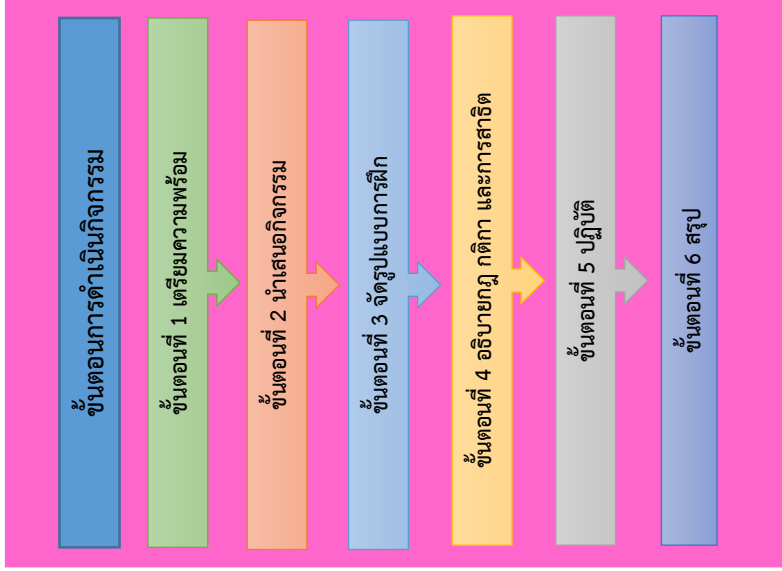 ขั้นตอนการดำเนินกิจกรรม
ขั้นตอนที่ 1 เตรียมความพร้อม
ขั้นตอนที่ 2 นำเสนอกิจกรรม
ขั้นตอนที่ 3 จัดรูปแบบการฝึก
ขั้นตอนที่ 4 อธิบายกฎ กติกา และการสาธิต
ขั้นตอนที่ 5 ปฏิบัติ
ขั้นตอนที่ 6 สรุป